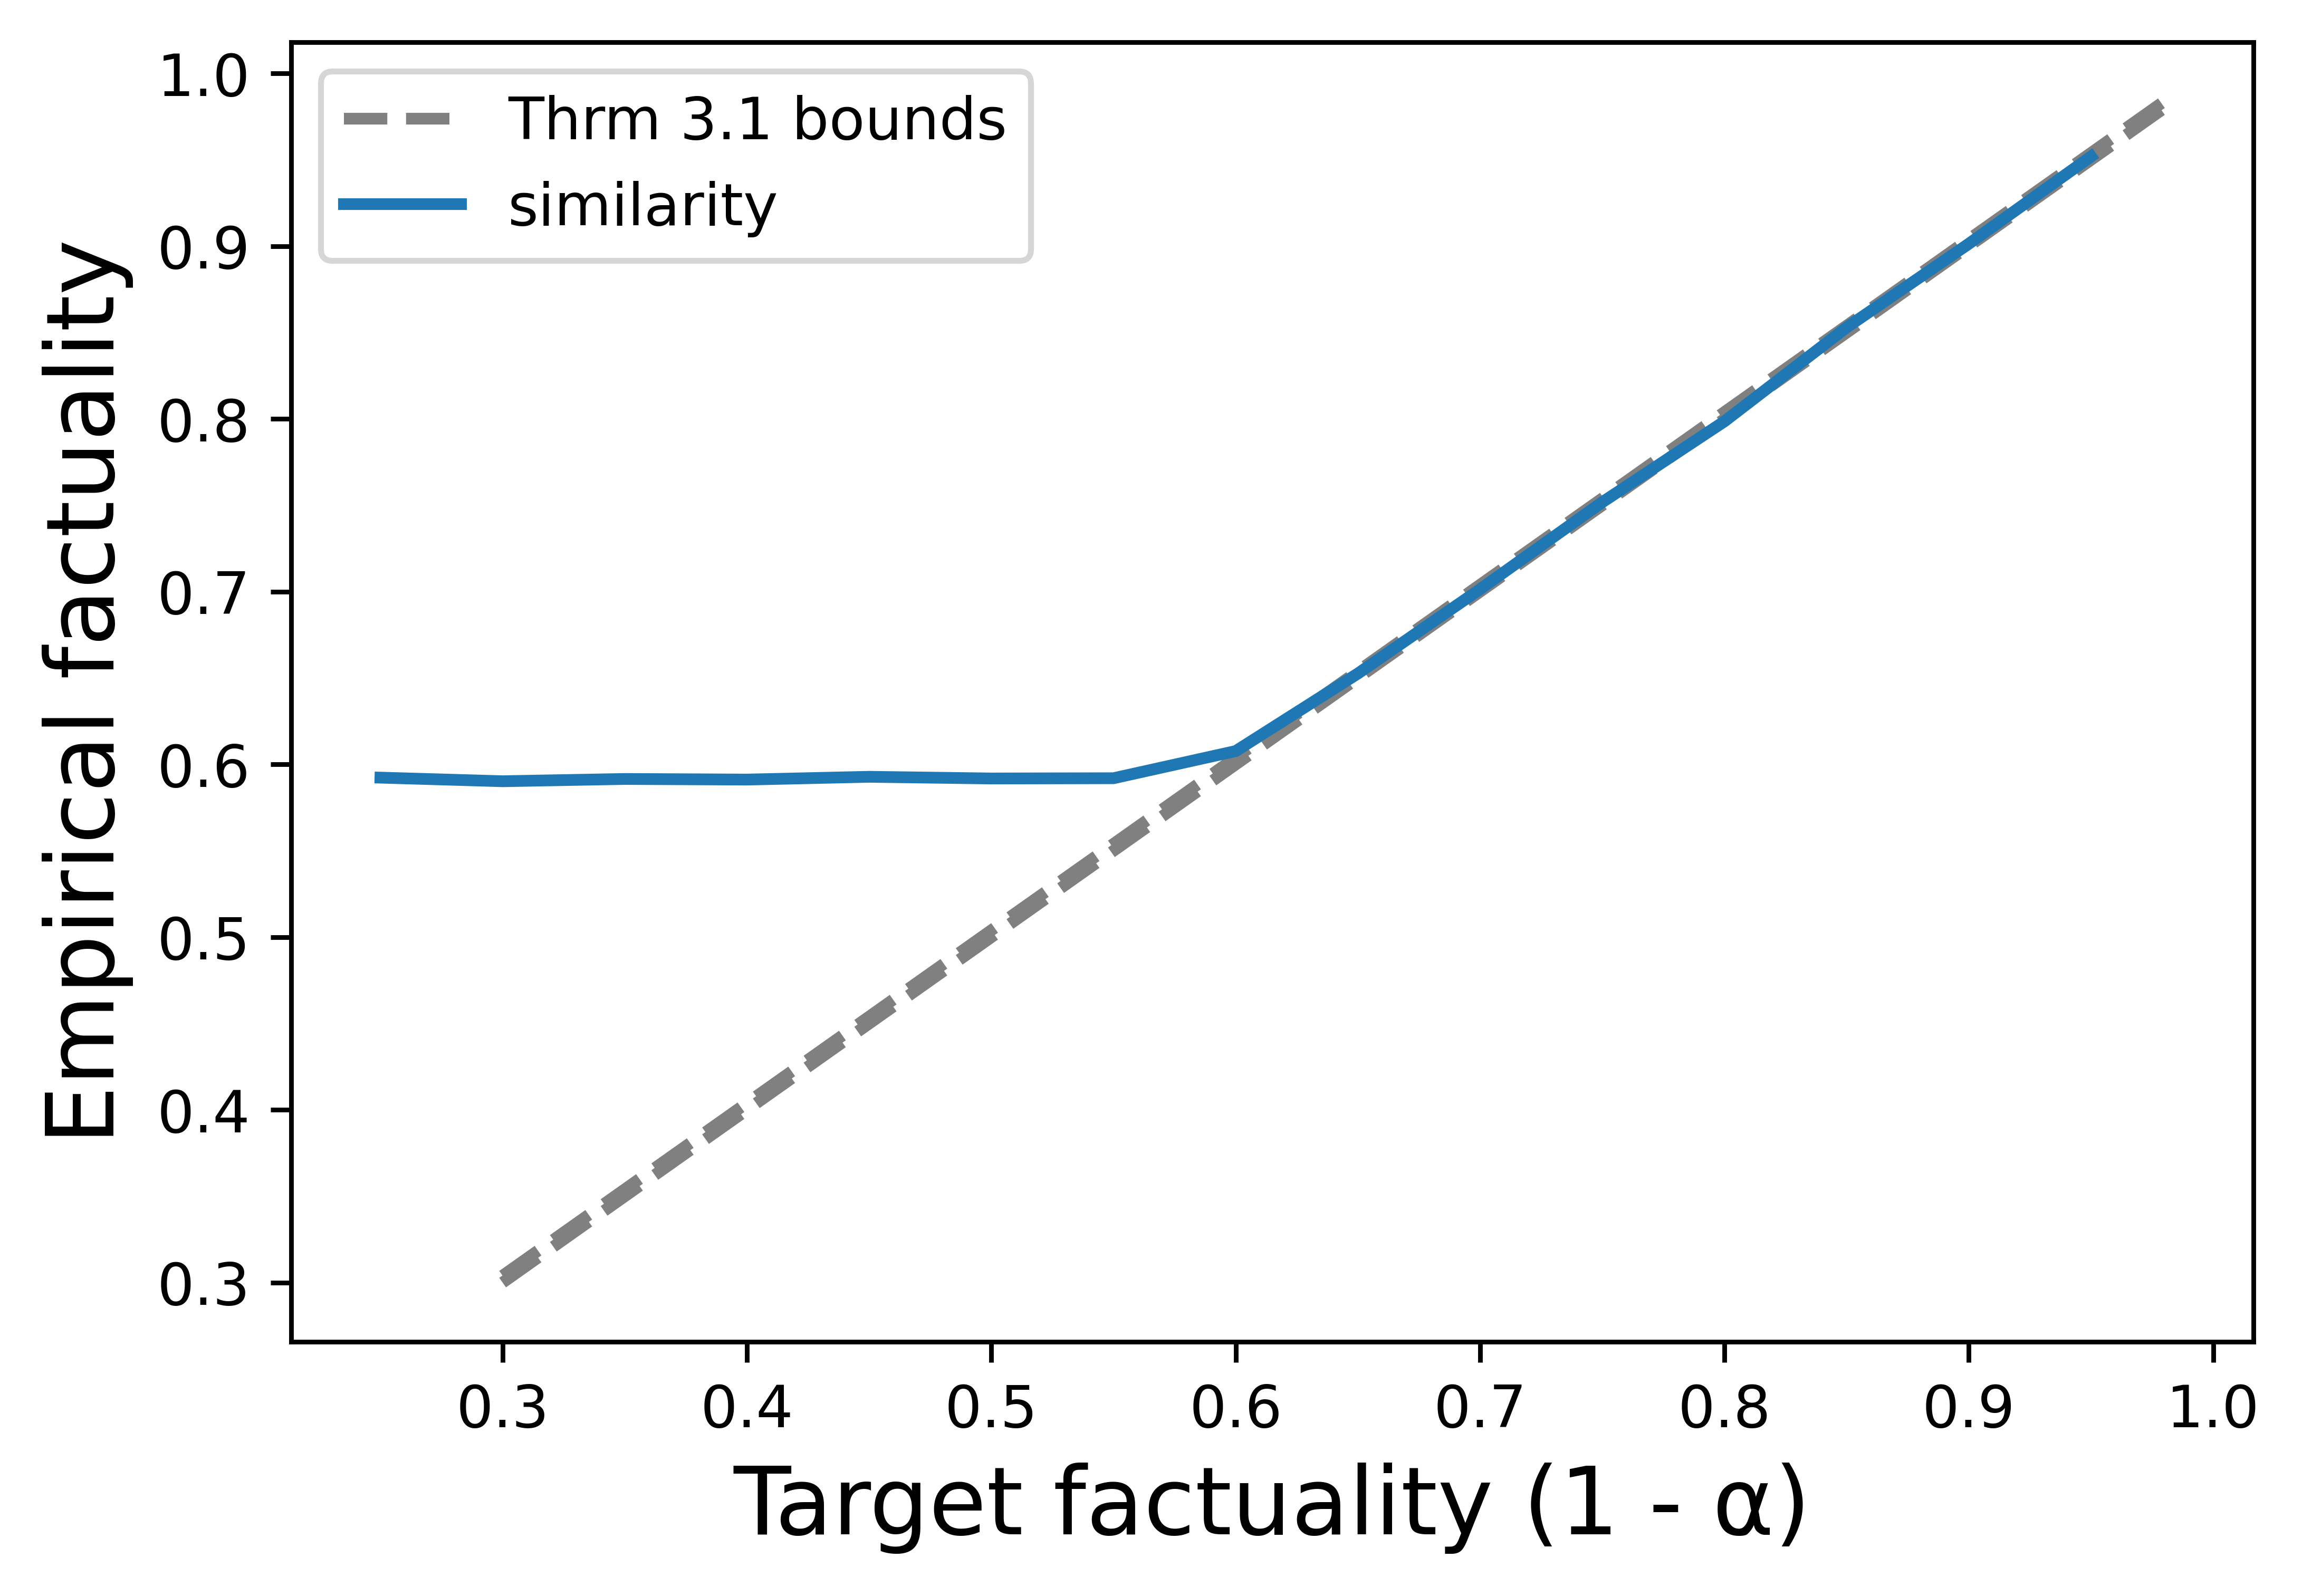 Thrm 3.1 bounds
similarity
Empirical factuality
1.0
0.9
0.8
0.7
0.6
0.5
0.4
0.3
0.3 0.4 0.5 0.6 0.7 0.8 0.9 1.0
Target factuality (1 - α)